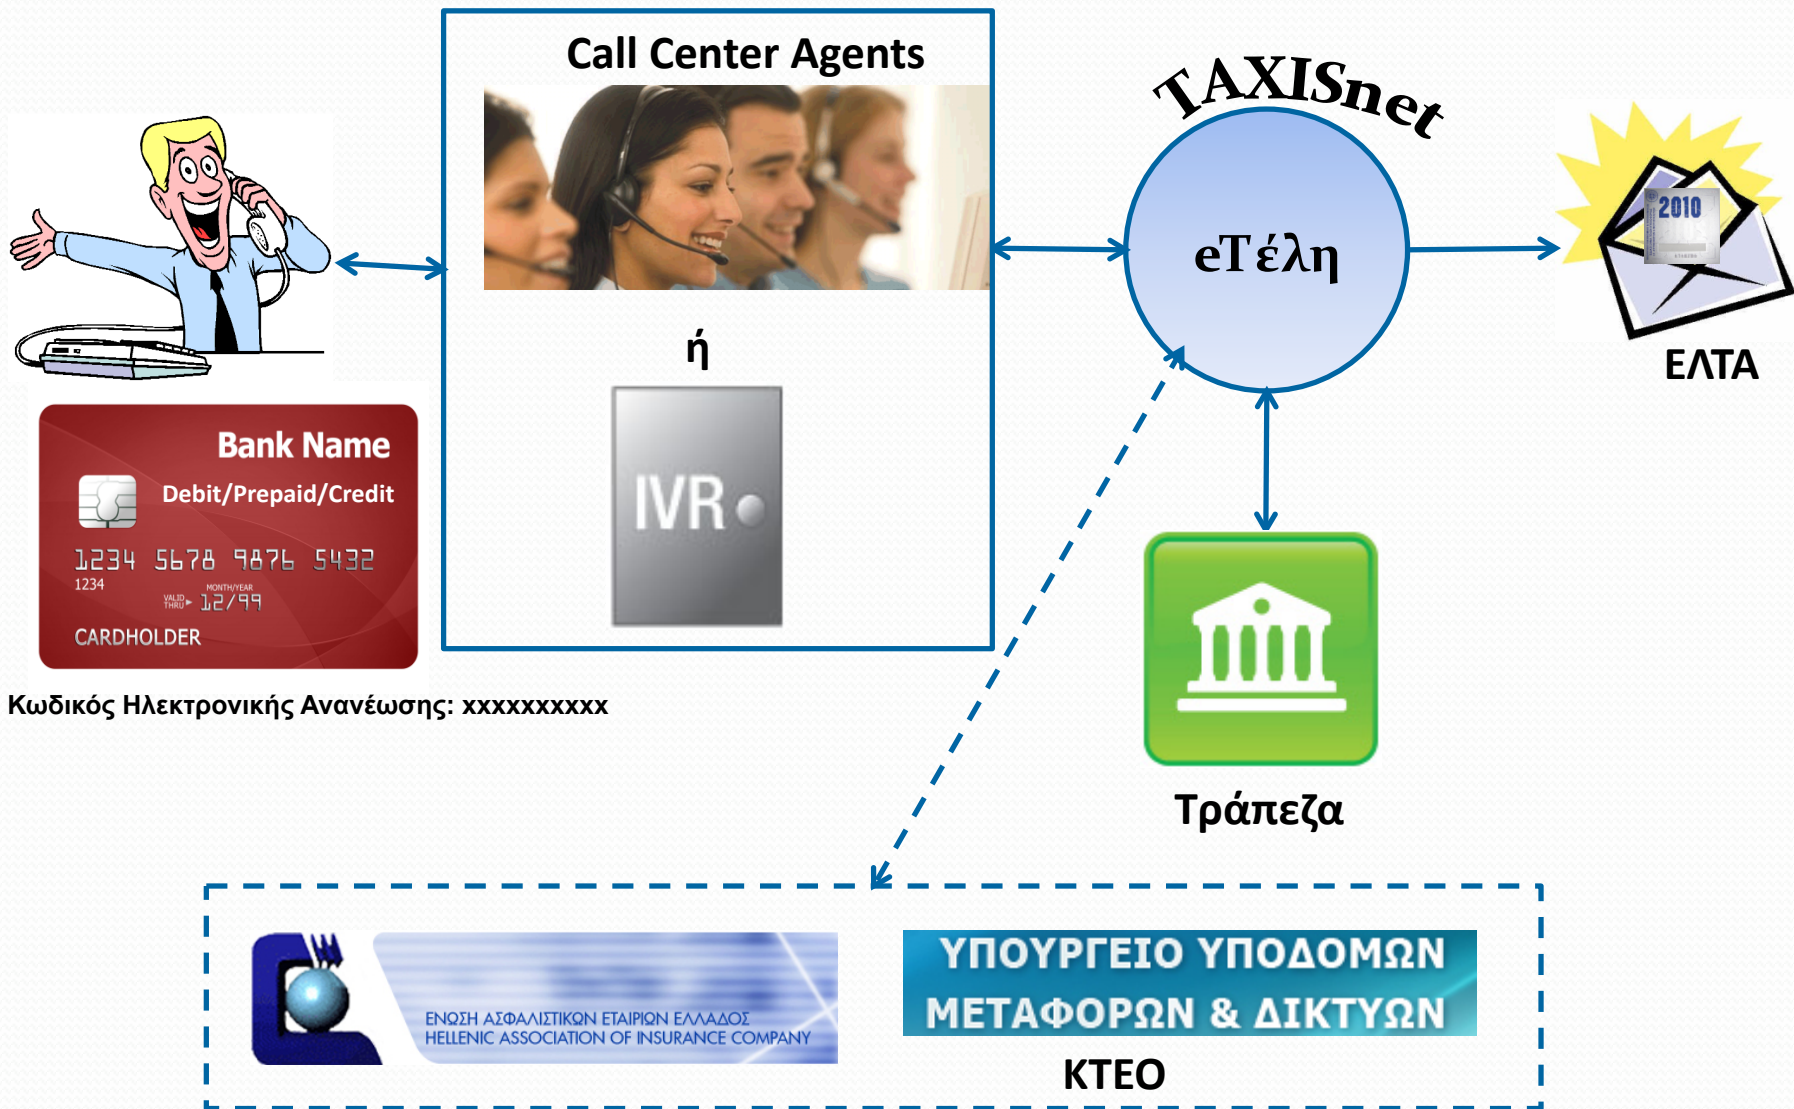 Call Center Agents
TAXISnet
2010
eΤέλη
ή
ΕΛΤΑ
Bank Name
Debit/Prepaid/Credit
IVR
1234 5678 9876 5432
1234
MONTH/YEAR
VALID THRU 12/99
CARDHOLDER
Κωδικός Ηλεκτρονικής Ανανέωσης: xxxxxxxxxx
Τράπεζα
ΕΝΩΣΗ ΑΣΦΑΛΙΣΤΙΚΩΝ ΕΤΑΙΡΙΩΝ ΕΛΛΑΔΟΣ
HELLENIC ASSOCIATION OF INSURANCE COMPANY
ΥΠΟΥΡΓΕΙΟ ΥΠΟΔΟΜΩΝ
ΜΕΤΑΦΟΡΩΝ & ΔΙΚΤΥΩΝ
ΚΤΕΟ